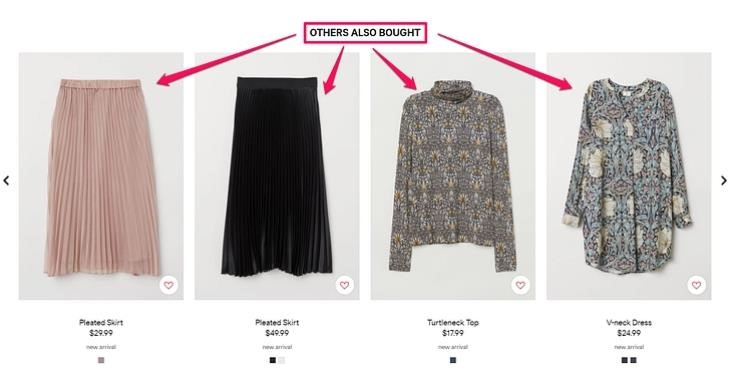 OTHERS ALSO BOUGHT
Pleated Skirt
$29.99
new arrival
Pleated Skirt
$49.99
new arrival
Turtleneck Top
$17.99
new arrival
V-neck Dress
$24.99
new arrival